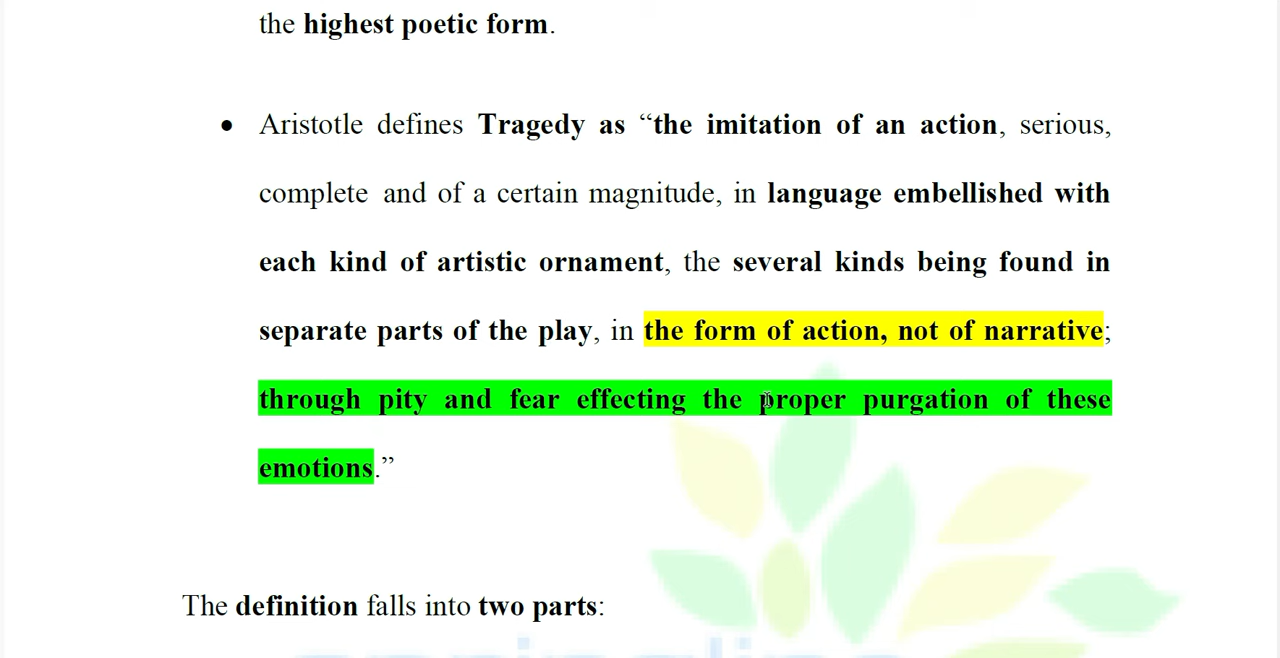 the highest poetic form.
• Aristotle defines Tragedy as “the imitation of an action, serious,
complete and of a certain magnitude, in language embellished with
each kind of artistic ornament, the several kinds being found in
separate parts of the play, in the form of action, not of narrative;
through pity and fear effecting the proper purgation of these
emotions.”
The definition falls into two parts: